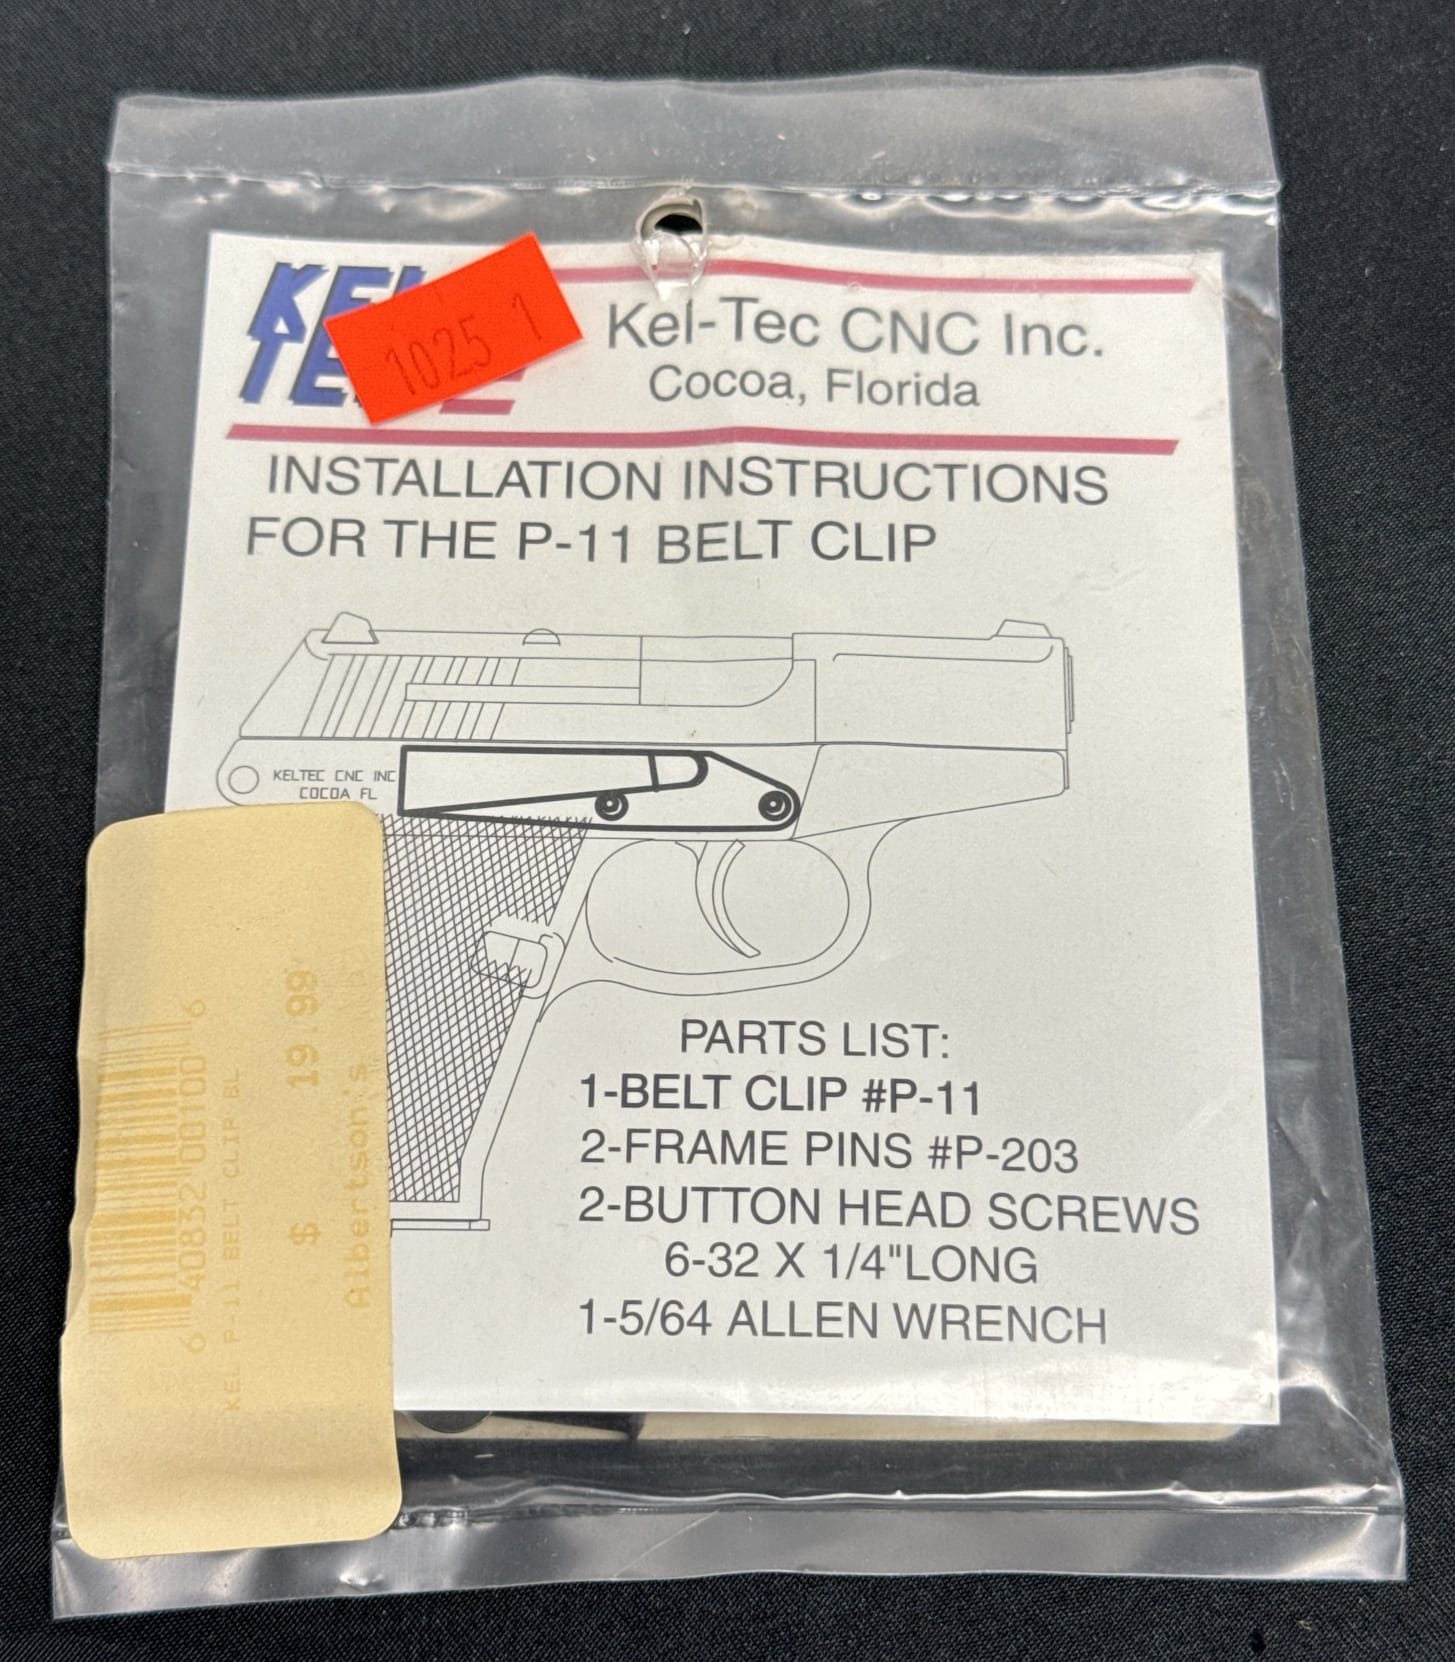 KEL
TE
1025 1
Kel-Tec CNC Inc.
Cocoa, Florida
INSTALLATION INSTRUCTIONS
FOR THE P-11 BELT CLIP
KELTEC CNC INC
COCOA FL
PARTS LIST:
1-BELT CLIP #P-11
2-FRAME PINS #P-203
2-BUTTON HEAD SCREWS
6-32 X 1/4"LONG
1-5/64 ALLEN WRENCH
6 40832 00100 6
KEL P-11 BELT CLIP BL
$ 19.99
Albertson's